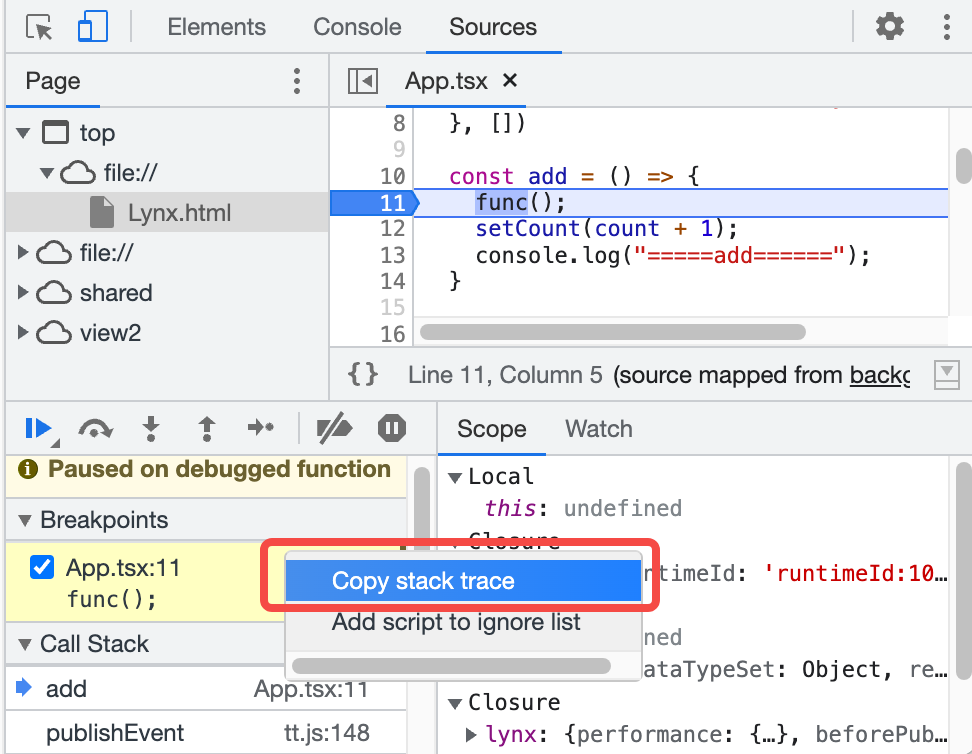 Elements Console Sources
Page
App.tsx ×
top
file://
Lynx.html
file://
shared
view2
8 }, [])
9
10 const add = () => {
11 func();
12 setCount(count + 1);
13 console.log("=====add======");
14 }
15
16
{} Line 11, Column 5 (source mapped from backg
Scope Watch
Paused on debugged function
Breakpoints
App.tsx:11
func();
Call Stack
add App.tsx:11
publishEvent tt.js:148
Copy stack trace
Add script to ignore list
Local
this: undefined
Closure
ntimeId: 'runtimeId:10…
ned
ataTypeSet: Object, re…
Closure
lynx: {performance: {…}, beforePub…